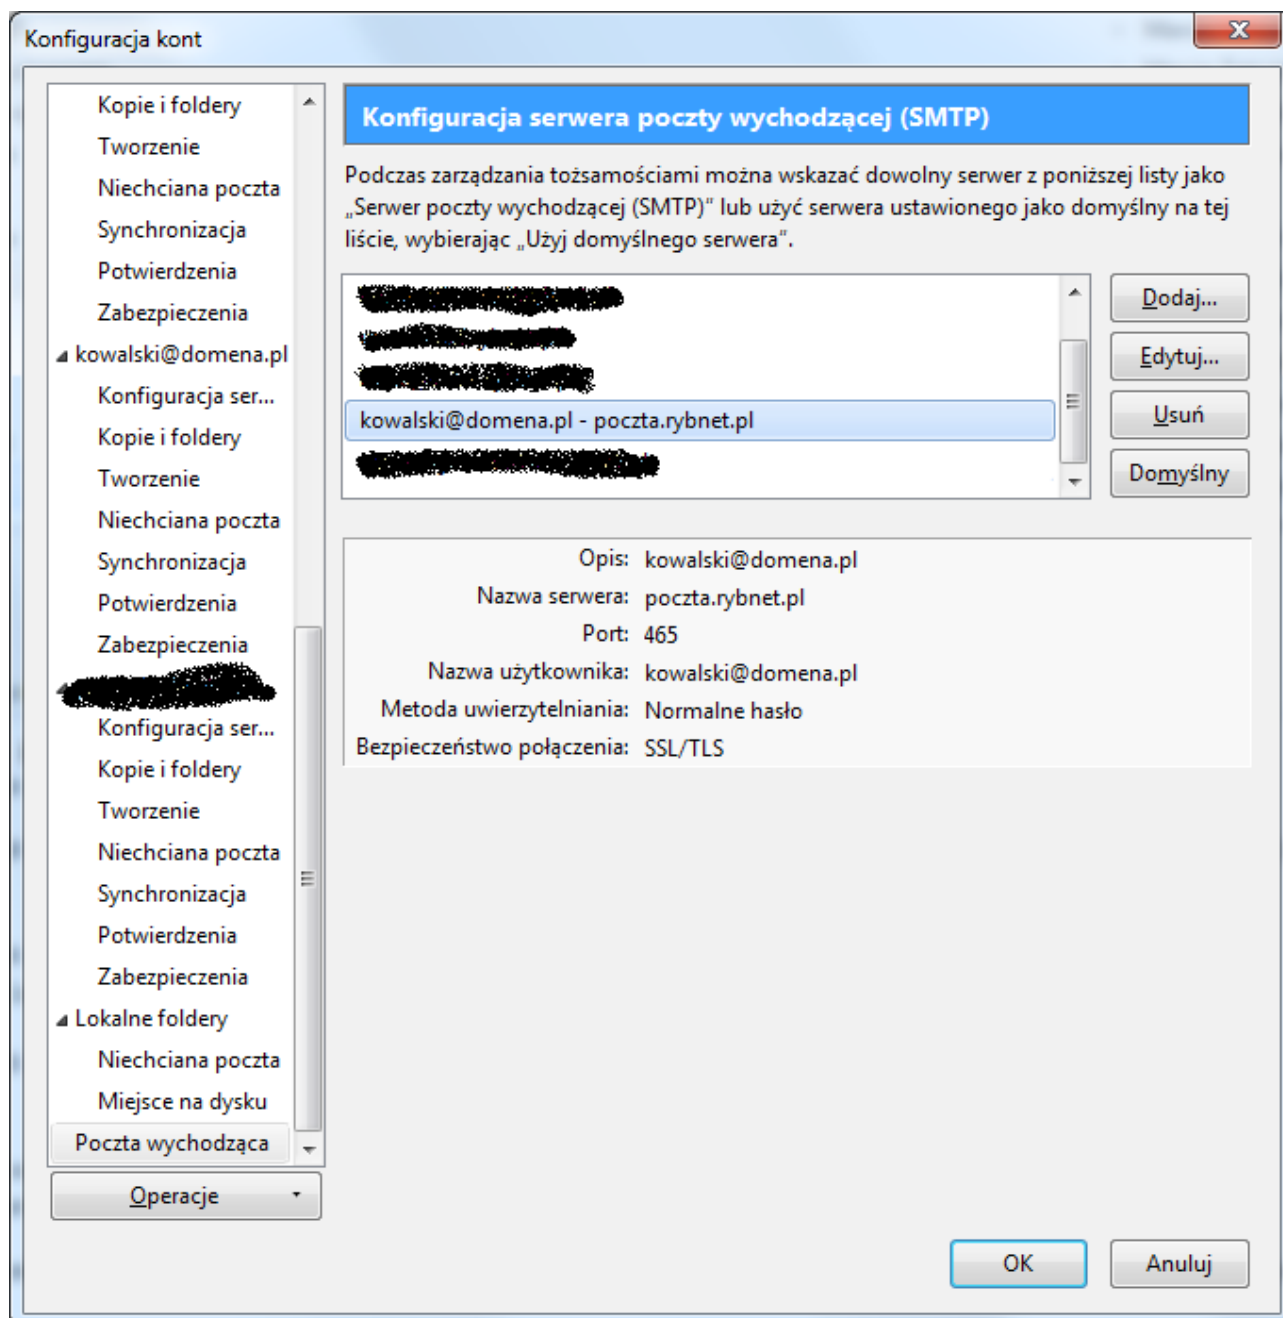 Konfiguracja kont
Kopie i foldery
Tworzenie
Niechciana poczta
Synchronizacja
Potwierdzenia
Zabezpieczenia
kowalski@domena.pl
Konfiguracja ser...
Kopie i foldery
Tworzenie
Niechciana poczta
Synchronizacja
Potwierdzenia
Zabezpieczenia
Konfiguracja ser...
Kopie i foldery
Tworzenie
Niechciana poczta
Synchronizacja
Potwierdzenia
Zabezpieczenia
Lokalne foldery
Niechciana poczta
Miejsce na dysku
Poczta wychodząca
Operacje
Konfiguracja serwera poczty wychodzącej (SMTP)
Podczas zarządzania tożsamościami można wskazać dowolny serwer z poniższej listy jako
„Serwer poczty wychodzącej (SMTP)" lub użyć serwera ustawionego jako domyślny na tej
liście, wybierając „Użyj domyślnego serwera".
kowalski@domena.pl - poczta.rybnet.pl
Dodaj...
Edytuj...
Usuń
Domyślny
Opis: kowalski@domena.pl
Nazwa serwera: poczta.rybnet.pl
Port: 465
Nazwa użytkownika: kowalski@domena.pl
Metoda uwierzytelniania: Normalne hasło
Bezpieczeństwo połączenia: SSL/TLS
OK
Anuluj